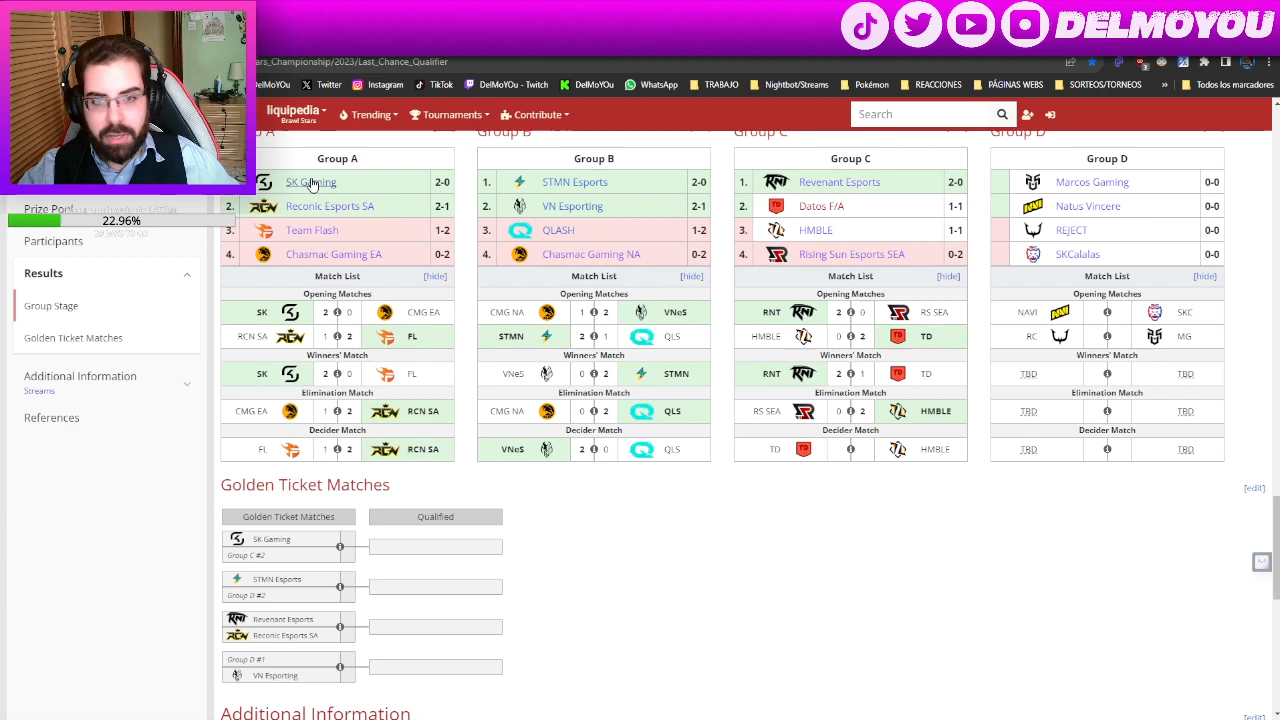 DELMOYOU
rs_Championship/2023/Last_Chance_Qualifier
DeIMoYou
Twitter
Instagram
TikTok
DelMoYou - Twitch
DelMoYou
WhatsApp
TRABAJO
Nightbot/Streams
Pokémon
REACCIONES
PÁGINAS WEB
SORTEOS/TORNEOS
»
Todos los marcadores
liquipedia
Brawl Stars
Trending
Tournaments
Contribute
Search
Group B
Group C
Group D
Group A
SK Gaming 2-0
2. Reconic Esports SA 2-1
3. Team Flash 1-2
4. Chasmac Gaming EA 0-2
Match List [hide]
Opening Matches
SK 2 0 CMG EA
RCN SA 1 2 FL
Winners' Match
SK 2 0 FL
Elimination Match
CMG EA 1 2 RCN SA
Decider Match
FL 1 2 RCN SA
Group B
1. STMN Esports 2-0
2. VN Esporting 2-1
3. QLASH 1-2
4. Chasmac Gaming NA 0-2
Match List [hide]
Opening Matches
CMG NA 1 2 VNeS
STMN 2 1 QLS
Winners' Match
VNeS 0 2 STMN
Elimination Match
CMG NA 0 2 QLS
Decider Match
VNeS 2 0 QLS
Group C
1. Revenant Esports 2-0
2. Datos F/A 1-1
3. HMBLE 1-1
4. Rising Sun Esports SEA 0-2
Match List [hide]
Opening Matches
RNT 2 0 RS SEA
HMBLE 0 2 TD
Winners' Match
RNT 2 1 TD
Elimination Match
RS SEA 0 2 HMBLE
Decider Match
TD HMBLE
Group D
Marcos Gaming 0-0
Natus Vincere 0-0
REJECT 0-0
SKCalalas 0-0
Match List [hide]
Opening Matches
NAVI SKC
RC MG
Winners' Match
TBD TBD
Elimination Match
TBD TBD
Decider Match
TBD TBD
22.96%
Participants
Results
Group Stage
Golden Ticket Matches
Additional Information
Streams
References
Golden Ticket Matches [edit]
Golden Ticket Matches Qualified
SK Gaming
Group C #2
STMN Esports
Group D #2
Revenant Esports
Reconic Esports SA
Group D #1
VN Esporting
Additional Information [edit]